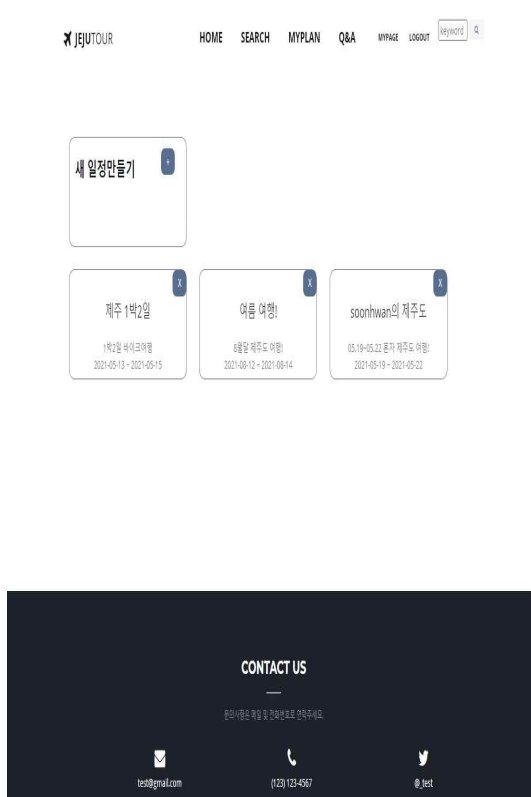 JEJUTOUR HOME SEARCH MYPLAN Q&A MYPAGE LOGOUT keyword
새 일정만들기 +
X X X
제주 1박2일 여름 여행! soonhwan의 제주도
1박2일 바이크여행 8월달 제주도 여행! 05.19~05.22 혼자 제주도 여행!
2021-05-13 ~ 2021-05-15 2021-08-12 ~ 2021-08-14 2021-05-19 ~ 2021-05-22
CONTACT US
문의사항은 메일 및 전화번호로 연락주세요.
test@gmail.com (123) 123-4567 @_test